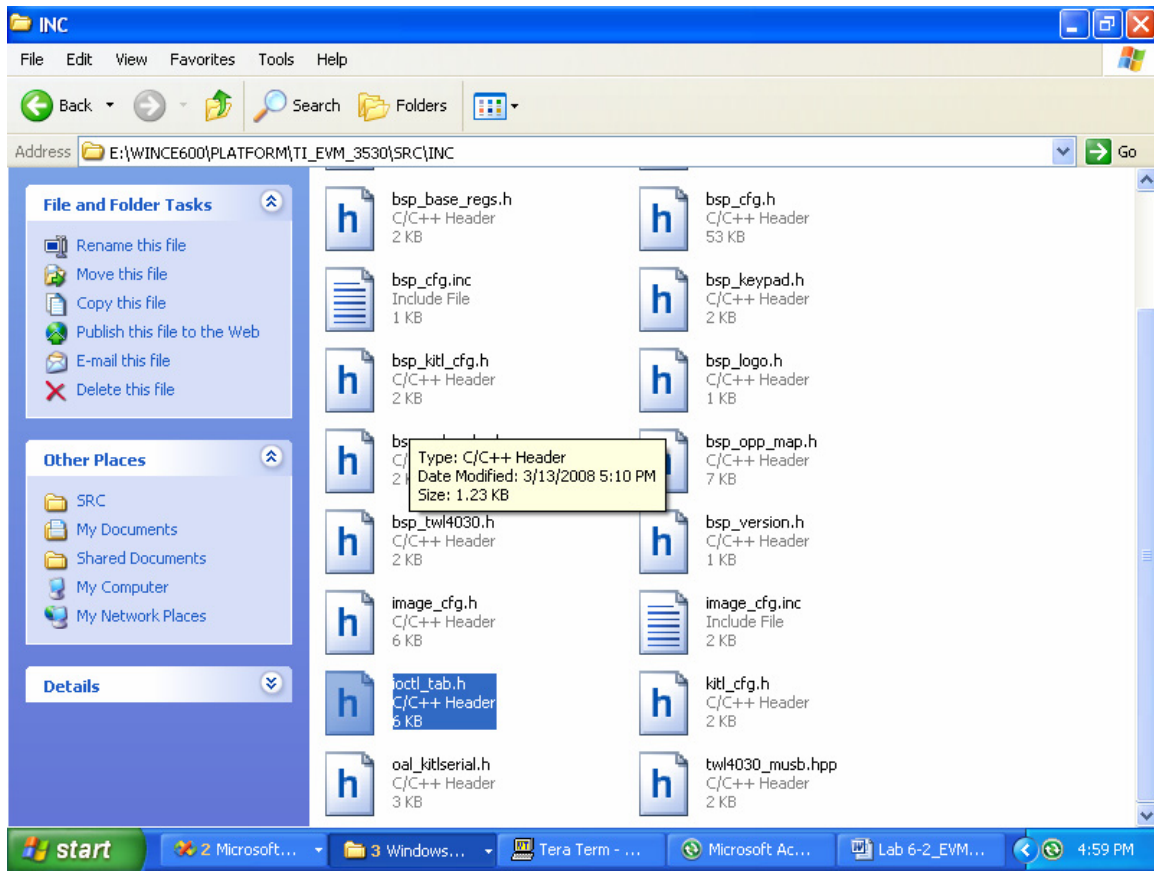 INC
File Edit View Favorites Tools Help
Back Search Folders
Address E:\WINCE600\PLATFORM\TI_EVM_3530\SRC\INC Go
File and Folder Tasks
Rename this file
Move this file
Copy this file
Publish this file to the Web
E-mail this file
Delete this file
Other Places
SRC
My Documents
Shared Documents
My Computer
My Network Places
Details
h
bsp_base_regs.h
C/C++ Header
2 KB
h
bsp_cfg.h
C/C++ Header
53 KB
bsp_cfg.inc
Include File
1 KB
h
bsp_keypad.h
C/C++ Header
2 KB
h
bsp_kitl_cfg.h
C/C++ Header
2 KB
h
bsp_logo.h
C/C++ Header
1 KB
h
Type: C/C++ Header
Date Modified: 3/13/2008 5:10 PM
Size: 1.23 KB
bsp_opp_map.h
C/C++ Header
7 KB
h
bsp_twl4030.h
C/C++ Header
2 KB
h
bsp_version.h
C/C++ Header
1 KB
h
image_cfg.h
C/C++ Header
6 KB
image_cfg.inc
Include File
2 KB
h
ioctl_tab.h
C/C++ Header
6 KB
h
kitl_cfg.h
C/C++ Header
2 KB
h
oal_kitlserial.h
C/C++ Header
3 KB
h
twl4030_musb.hpp
C/C++ Header
2 KB
start 2 Microsoft... 3 Windows... Tera Term - ... Microsoft Ac... Lab 6-2_EVM... 4:59 PM